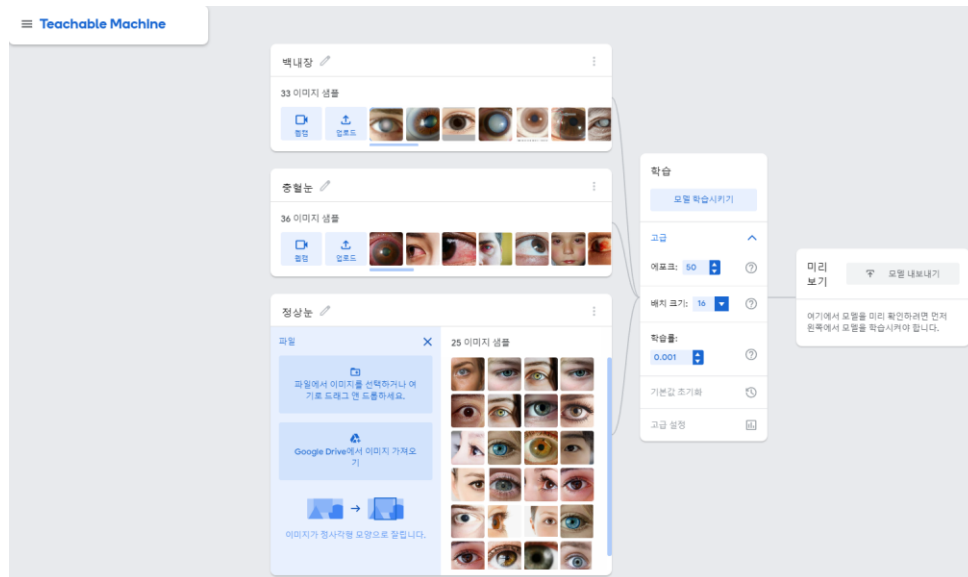 Teachable Machine
백내장
33 이미지 샘플
웹캠
업로드
충혈눈
36 이미지 샘플
웹캠
업로드
정상눈
파일
25 이미지 샘플
파일에서 이미지를 선택하거나 여
기로 드래그 앤 드롭하세요.
Google Drive에서 이미지 가져오
기
이미지가 정사각형 모양으로 잘립니다.
학습
모델 학습시키기
고급
에포크: 50
배치 크기: 16
학습률:
0.001
기본값 초기화
고급 설정
미리
보기
모델 내보내기
여기에서 모델을 미리 확인하려면 먼저
왼쪽에서 모델을 학습시켜야 합니다.